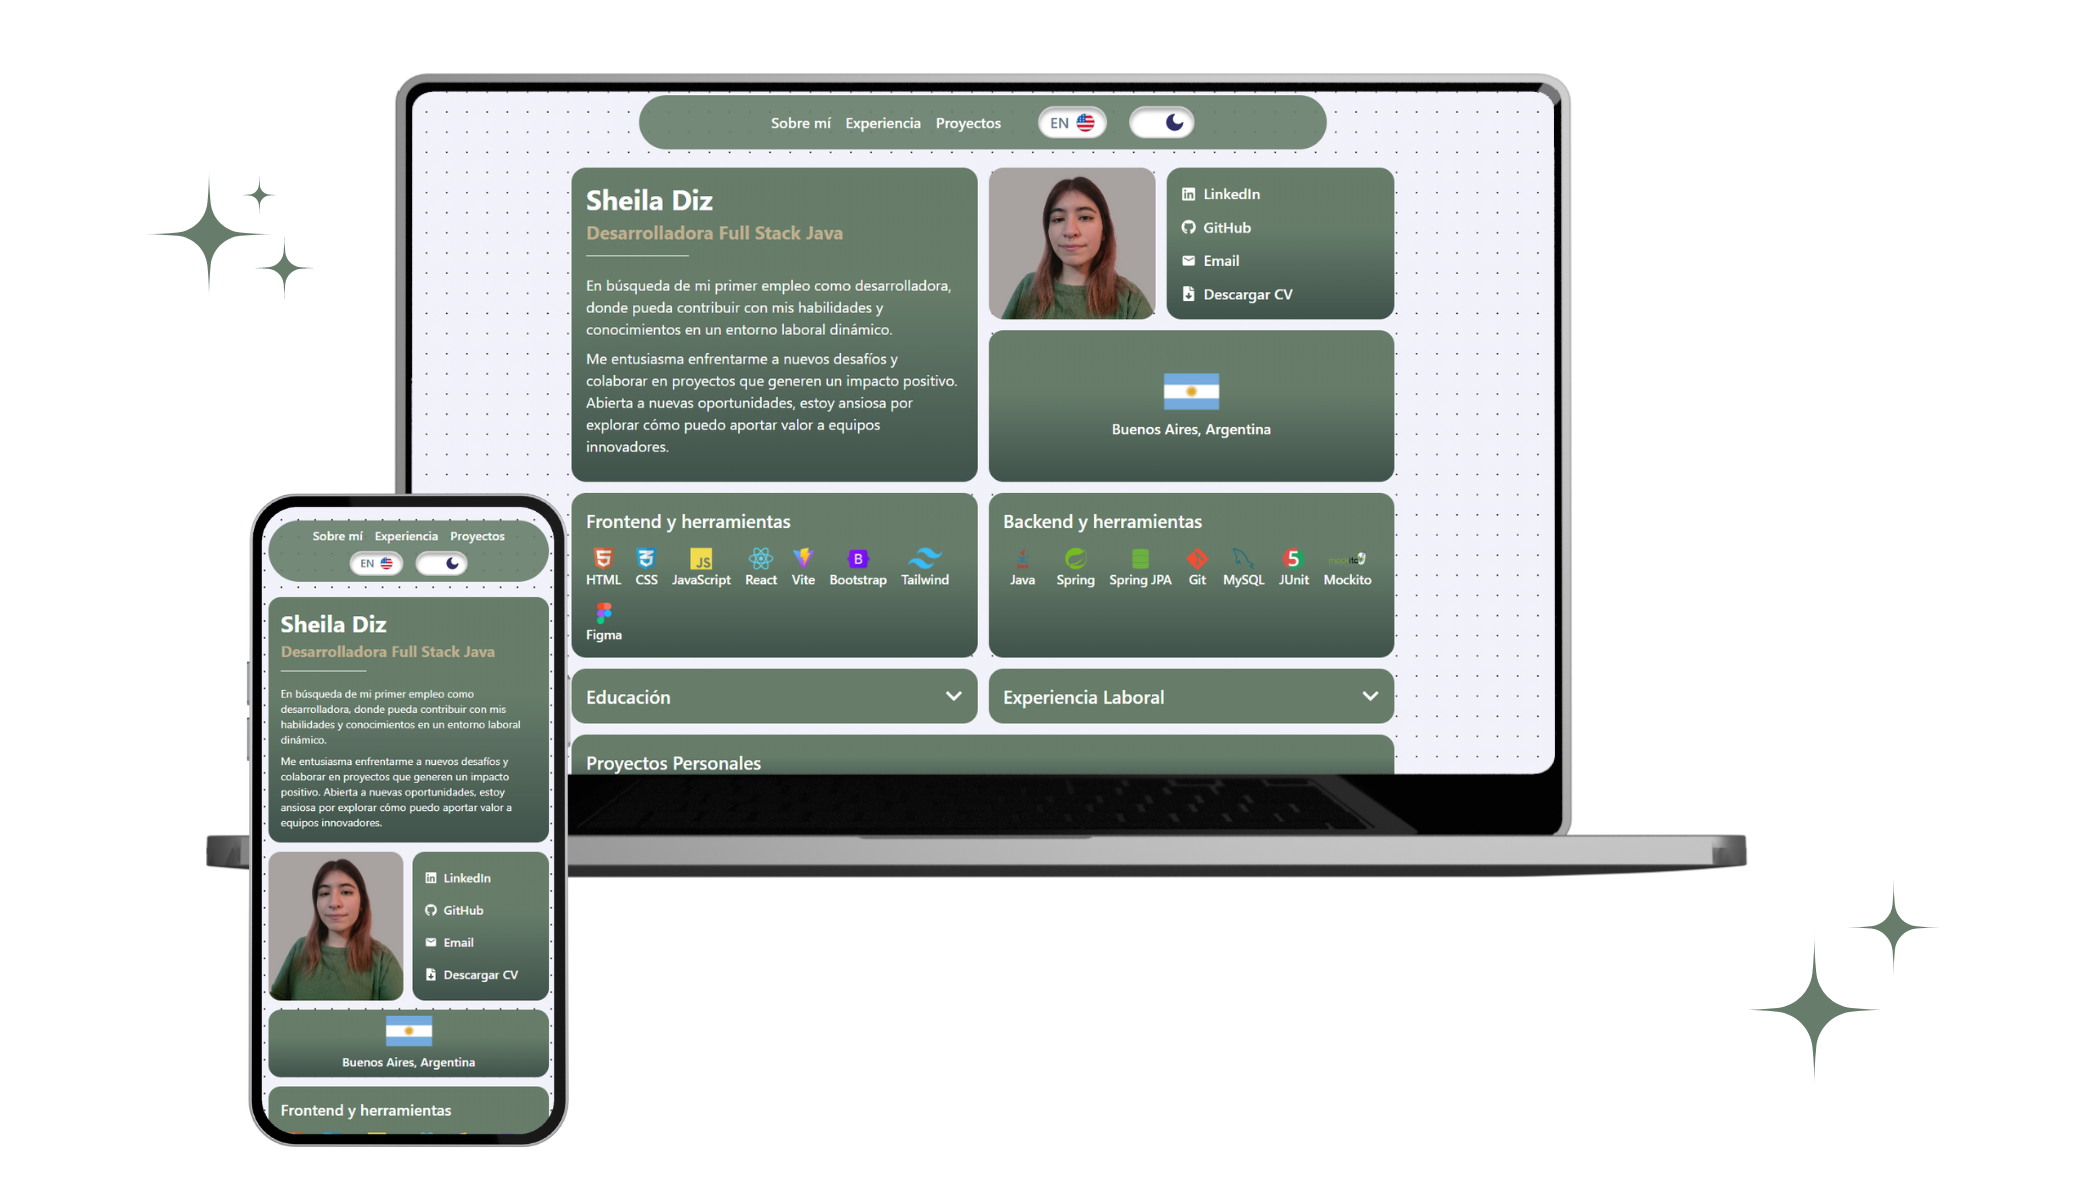 Sobre mí Experiencia Proyectos EN
Sheila Diz
Desarrolladora Full Stack Java
En búsqueda de mi primer empleo como desarrolladora,
donde pueda contribuir con mis habilidades y
conocimientos en un entorno laboral dinámico.
Me entusiasma enfrentarme a nuevos desafíos y
colaborar en proyectos que generen un impacto positivo.
Abierta a nuevas oportunidades, estoy ansiosa por
explorar cómo puedo aportar valor a equipos
innovadores.
LinkedIn
GitHub
Email
Descargar CV
Buenos Aires, Argentina
Frontend y herramientas
5 3 JS B
HTML CSS JavaScript React Vite Bootstrap Tailwind
Figma
Backend y herramientas
5 mockito
Java Spring Spring JPA Git MySQL JUnit Mockito
Educación
Experiencia Laboral
Proyectos Personales
Sobre mí Experiencia Proyectos
EN
Sheila Diz
Desarrolladora Full Stack Java
En búsqueda de mi primer empleo como
desarrolladora, donde pueda contribuir con mis
habilidades y conocimientos en un entorno laboral
dinámico.
Me entusiasma enfrentarme a nuevos desafíos y
colaborar en proyectos que generen un impacto
positivo. Abierta a nuevas oportunidades, estoy
ansiosa por explorar cómo puedo aportar valor a
equipos innovadores.
LinkedIn
GitHub
Email
Descargar CV
Buenos Aires, Argentina
Frontend y herramientas